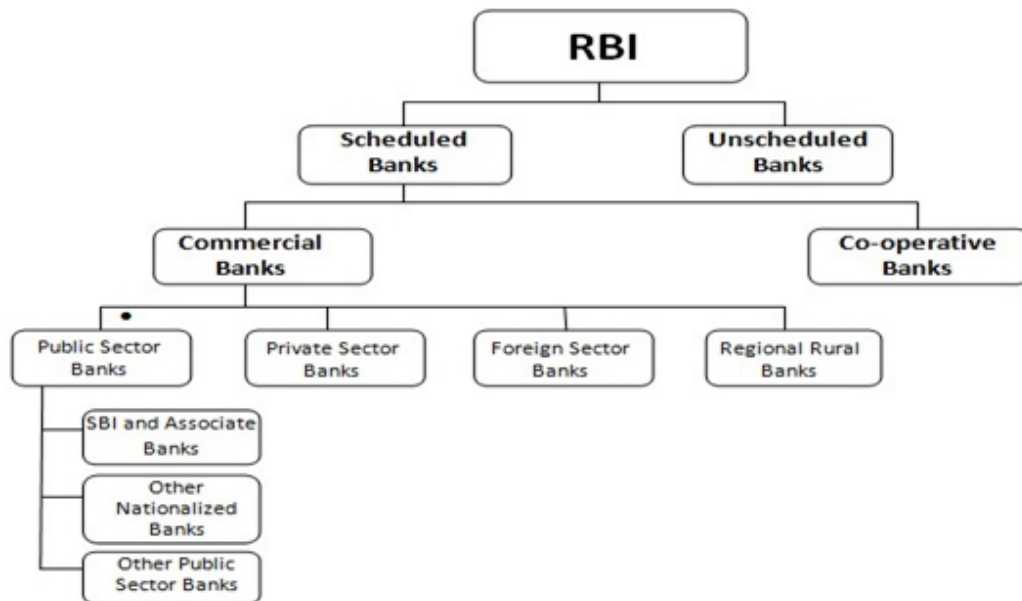 RBI
Scheduled
Banks
Unscheduled
Banks
Commercial
Banks
Co-operative
Banks
Public Sector
Banks
Private Sector
Banks
Foreign Sector
Banks
Regional Rural
Banks
SBI and Associate
Banks
Other
Nationalized
Banks
Other Public
Sector Banks